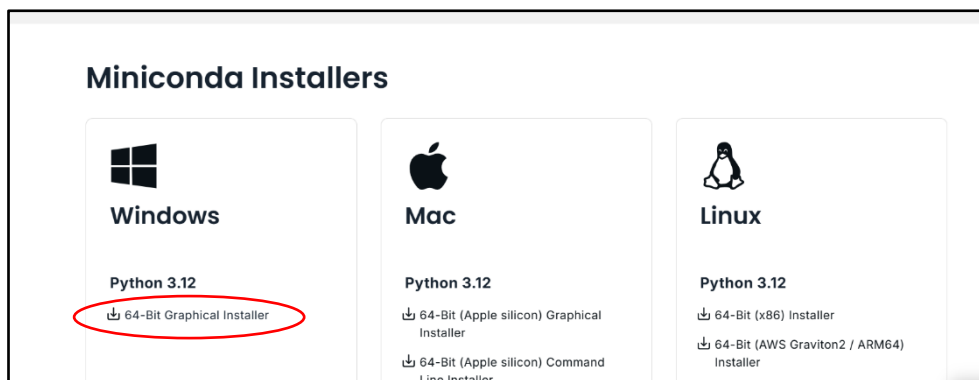 Miniconda Installers
Windows
Python 3.12
64-Bit Graphical Installer
Mac
Python 3.12
64-Bit (Apple silicon) Graphical
Installer
64-Bit (Apple silicon) Command
Line Installer
Linux
Python 3.12
64-Bit (x86) Installer
64-Bit (AWS Graviton2 / ARM64)
Installer